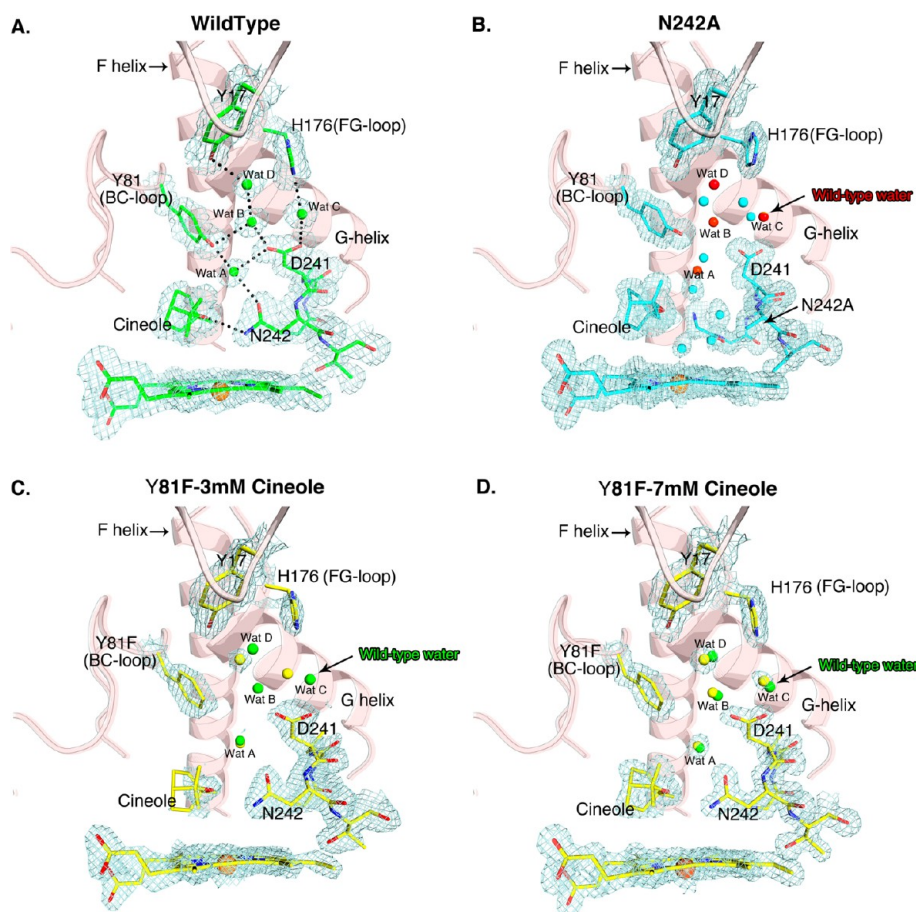 A.
WildType
F helix→
Y17
H176(FG-loop)
Y81
(BC-loop)
Wat D
Wat B
Wat C
G-helix
Wat A
D241
Cineole
N242
B.
N242A
F helix→
Y17
H176(FG-loop)
Y81
(BC-loop)
Wat D
Wild-type water
Wat B
Wat C
G-helix
Wat A
D241
N242A
Cineole
C.
Y81F-3mM Cineole
F helix→
Y17
H176 (FG-loop)
Y81F
(BC-loop)
Wat D
Wild-type water
Wat B
Wat C
G helix
D241
Wat A
Cineole
N242
D.
Y81F-7mM Cineole
F helix→
Y17
H176 (FG-loop)
Y81F
(BC-loop)
Wat D
Wild-type water
Wat B
Wat C
G-helix
D241
Wat A
Cineole
N242